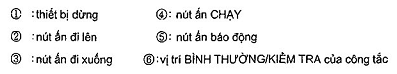 ① :thiết bị dừng ④: nút ấn CHẠY
② :nút ấn đi lên ⑤: nút ấn báo động
③ :nút ấn đi xuống ⑥:vị trí BÌNH THƯỜNG/KIỂM TRA của công tắc